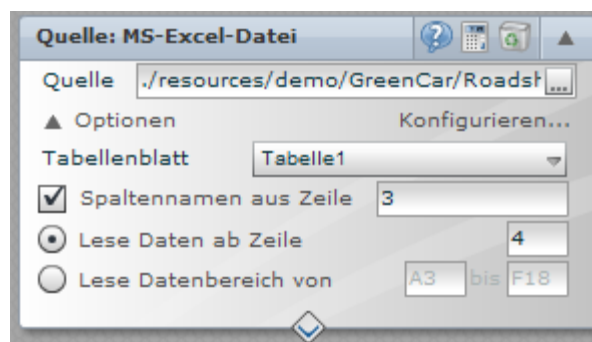 Quelle: MS-Excel-Datei
Quelle ./resources/demo/GreenCar/Roadsh ...
Optionen Konfigurieren...
Tabellenblatt Tabelle1
Spaltennamen aus Zeile 3
Lese Daten ab Zeile 4
Lese Datenbereich von A3 bis F18